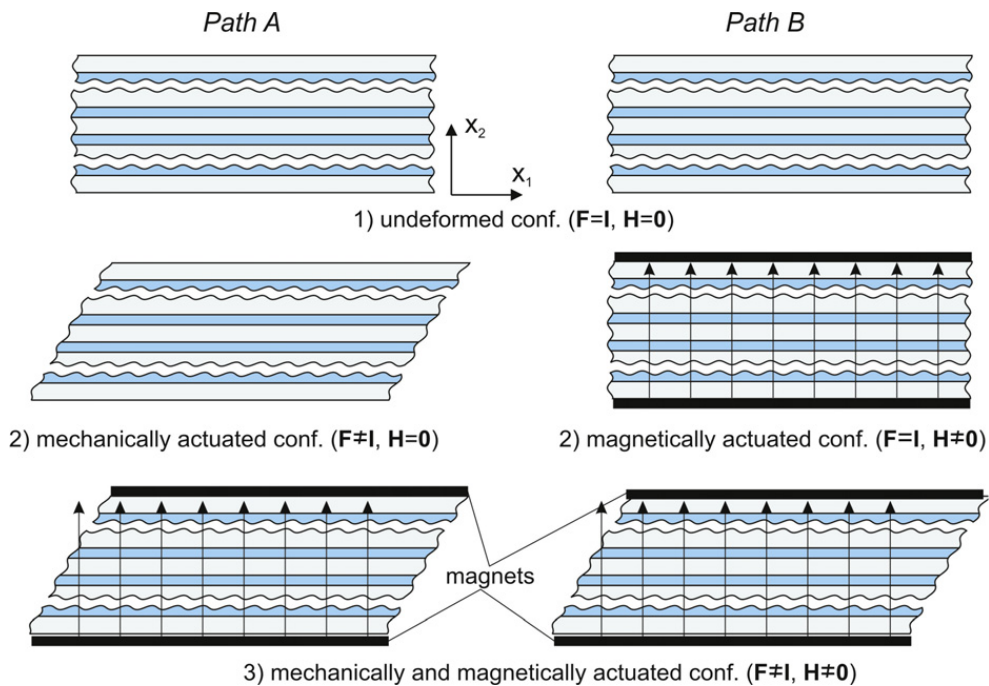 Path A
Path B
x₂
x₁
1) undeformed conf. (F=I, H=0)
2) mechanically actuated conf. (F≠I, H=0)
2) magnetically actuated conf. (F=I, H≠0)
magnets
3) mechanically and magnetically actuated conf. (F≠I, H≠0)